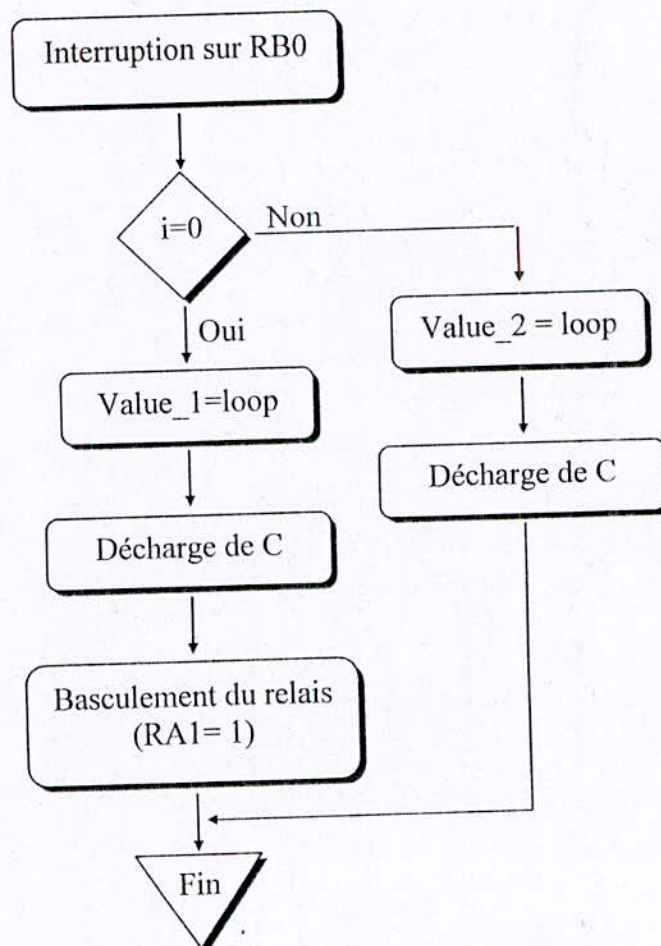 Interruption sur RB0
i=0
Non
Oui
Value_2 = loop
Value_1=loop
Décharge de C
Décharge de C
Basculement du relais
(RA1= 1)
Fin